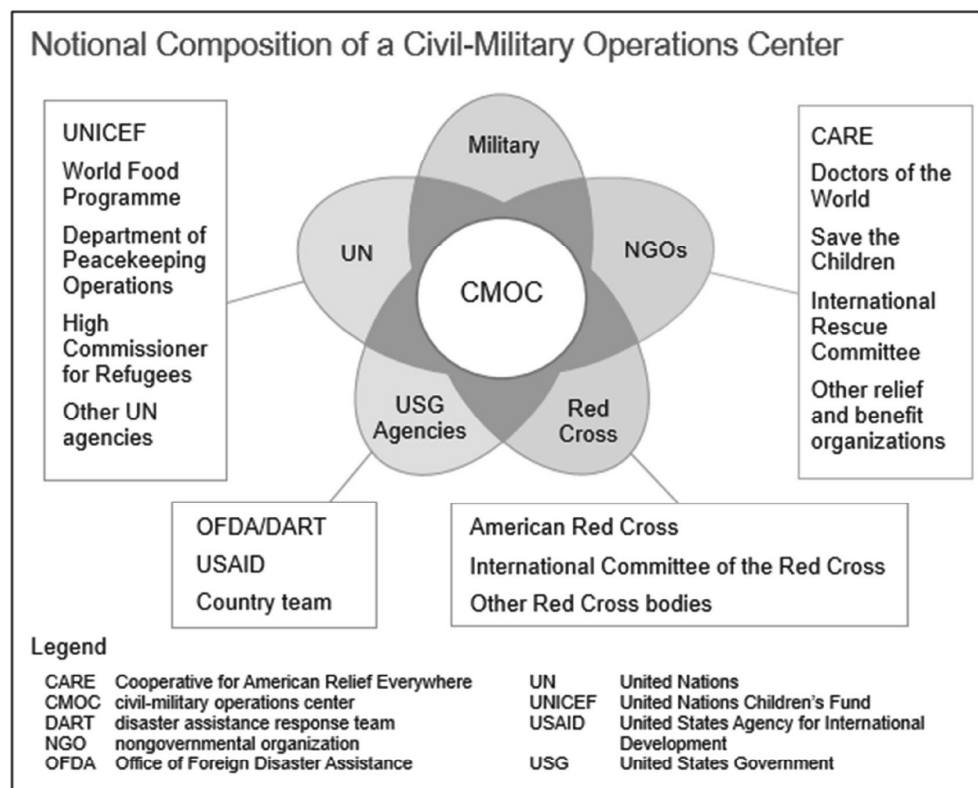 Notional Composition of a Civil-Military Operations Center
UNICEF
World Food
Programme
Department of
Peacekeeping
Operations
High
Commissioner
for Refugees
Other UN
agencies
Military
UN
NGOs
CMOC
USG
Agencies
Red
Cross
CARE
Doctors of the
World
Save the
Children
International
Rescue
Committee
Other relief
and benefit
organizations
OFDA/DART
USAID
Country team
American Red Cross
International Committee of the Red Cross
Other Red Cross bodies
Legend
CARE Cooperative for American Relief Everywhere
CMOC civil-military operations center
DART disaster assistance response team
NGO nongovernmental organization
OFDA Office of Foreign Disaster Assistance
UN United Nations
UNICEF United Nations Children's Fund
USAID United States Agency for International
Development
USG United States Government